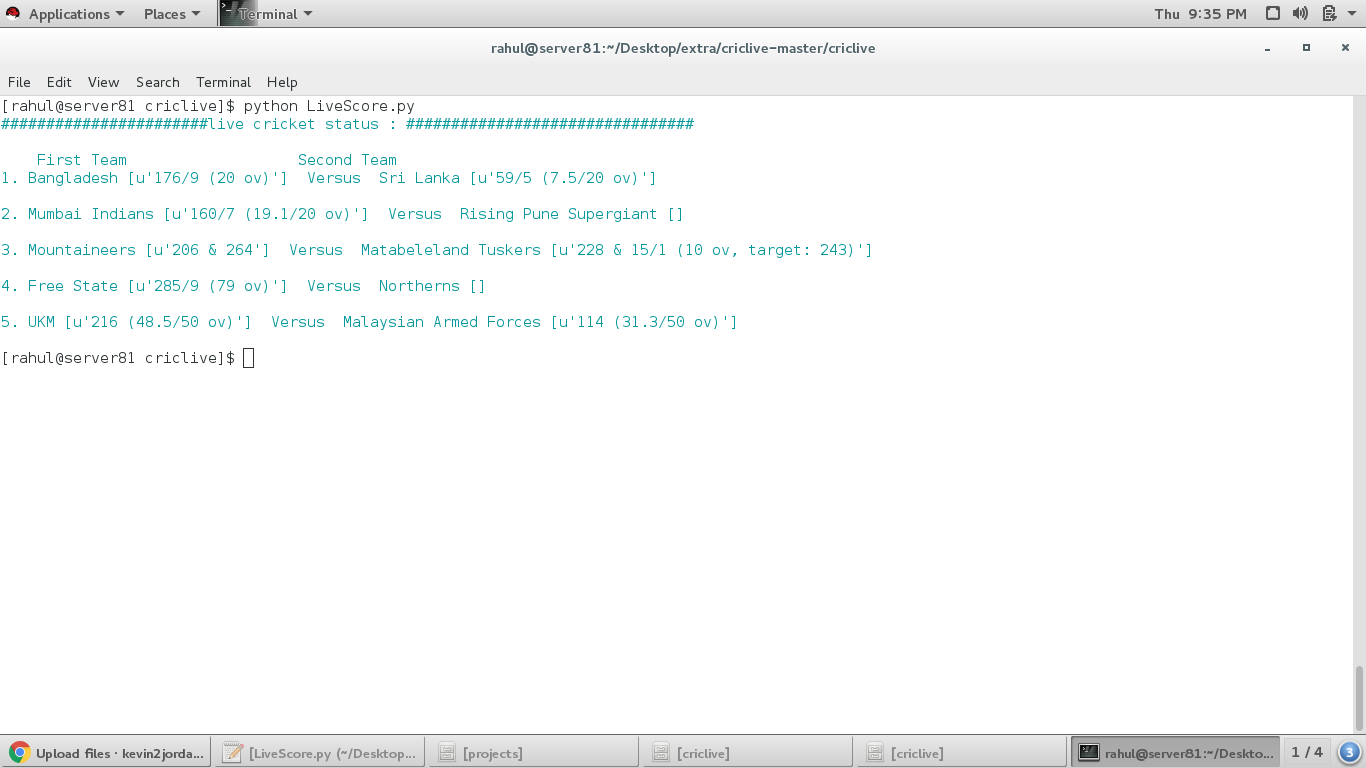 Applications Places Terminal Thu 9:35 PM
rahul@server81:~/Desktop/extra/criclive-master/criclive
File Edit View Search Terminal Help
[rahul@server81 criclive]$ python LiveScore.py
#######################live cricket status : ################################
First Team Second Team
1. Bangladesh [u'176/9 (20 ov)'] Versus Sri Lanka [u'59/5 (7.5/20 ov)']
2. Mumbai Indians [u'160/7 (19.1/20 ov)'] Versus Rising Pune Supergiant []
3. Mountaineers [u'206 & 264'] Versus Matabeleland Tuskers [u'228 & 15/1 (10 ov, target: 243)']
4. Free State [u'285/9 (79 ov)'] Versus Northerns []
5. UKM [u'216 (48.5/50 ov)'] Versus Malaysian Armed Forces [u'114 (31.3/50 ov)']
[rahul@server81 criclive]$
Upload files · kevin2jorda... [LiveScore.py (~/Desktop... [projects] [criclive] [criclive] rahul@server81:~/Deskto... 1 / 4 3